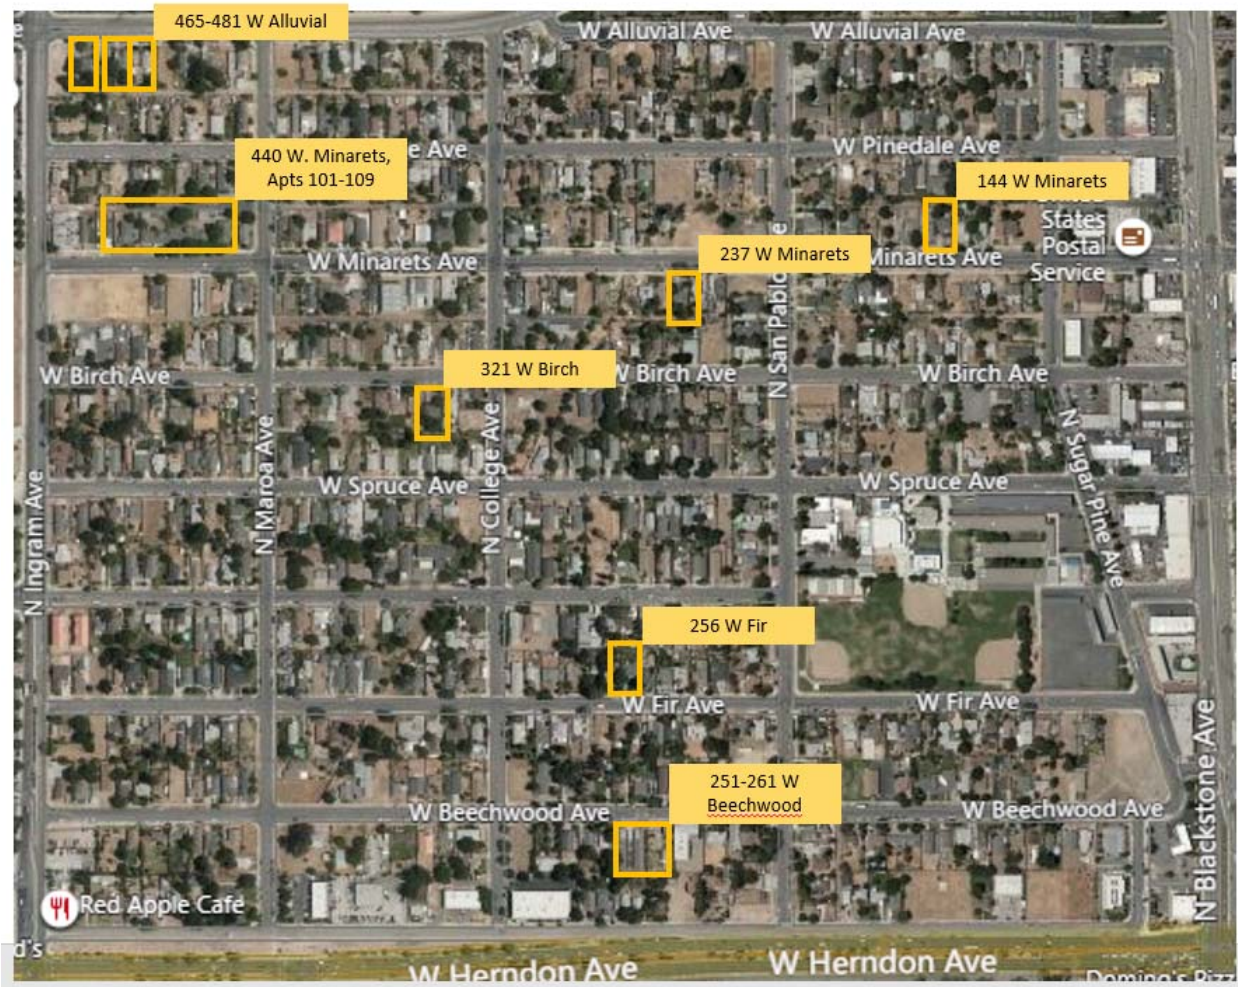 465-481 W Alluvial
W Alluvial Ave
W Alluvial Ave
e Ave
W Pinedale Ave
440 W. Minarets,
Apts 101-109
144 W Minarets
States
Postal
Service
237 W Minarets
W Minarets Ave
Minarets Ave
N San Pablo
e
321 W Birch
W Birch Ave
W Birch Ave
W Birch Ave
N Maroa Ave
N College Ave
N Sugar Pine Ave
W Spruce Ave
W Spruce Ave
N Ingram Ave
256 W Fir
W Fir Ave
W Fir Ave
251-261 W
Beechwood
W Beechwood Ave
W Beechwood Ave
N Blackstone Ave
Red Apple Cafe
d's
W Herndon Ave
W Herndon Ave
Domino's Pizz